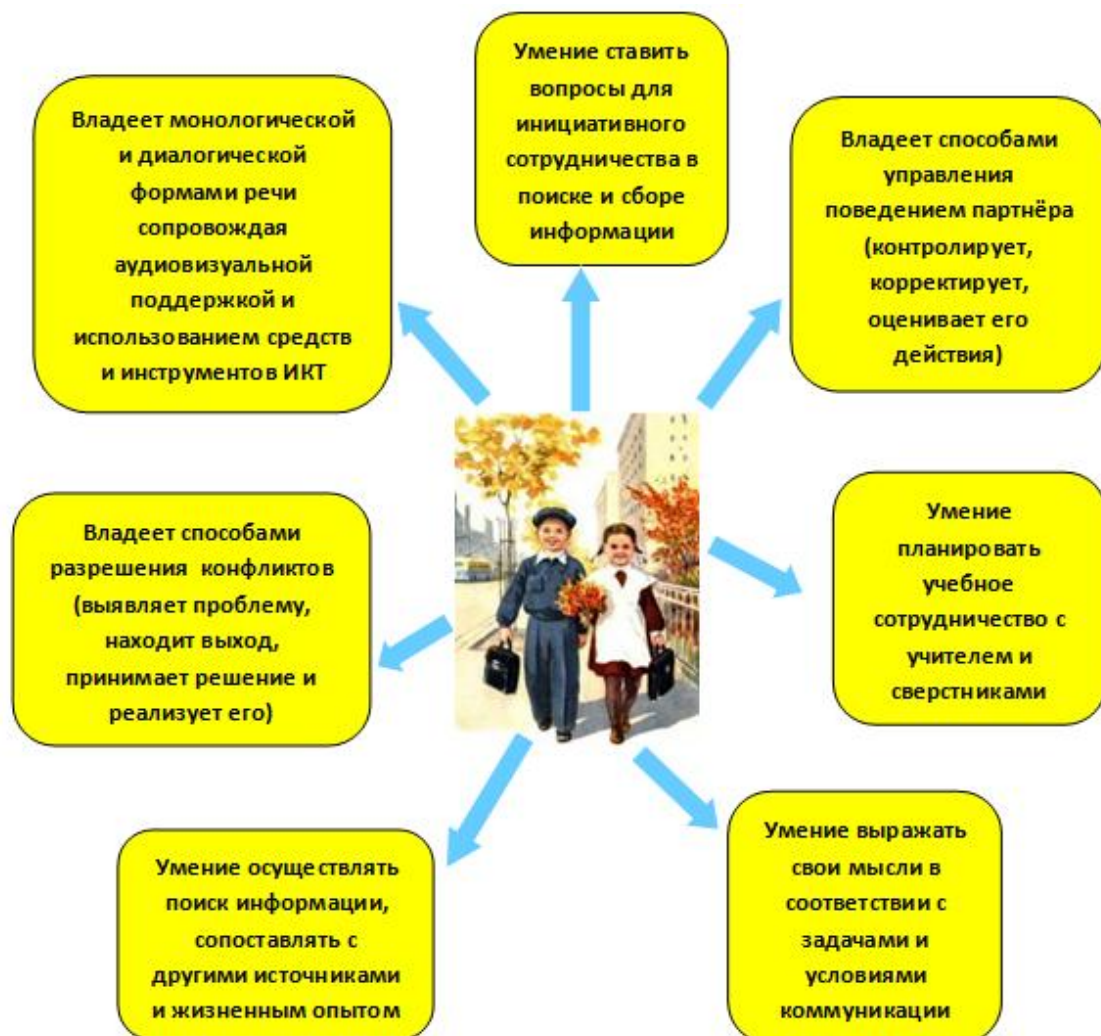 Умение ставить
вопросы для
инициативного
сотрудничества в
поиске и сборе
информации
Владеет монологической
и диалогической
формами речи
сопровождая
аудиовизуальной
поддержкой и
использованием средств
и инструментов ИКТ
Владеет способами
управления
поведением партнёра
(контролирует,
корректирует,
оценивает его
действия)
Владеет способами
разрешения конфликтов
(выявляет проблему,
находит выход,
принимает решение и
реализует его)
Умение
планировать
учебное
сотрудничество с
учителем и
сверстниками
Умение осуществлять
поиск информации,
сопоставлять с
другими источниками
и жизненным опытом
Умение выражать
свои мысли в
соответствии с
задачами и
условиями
коммуникации